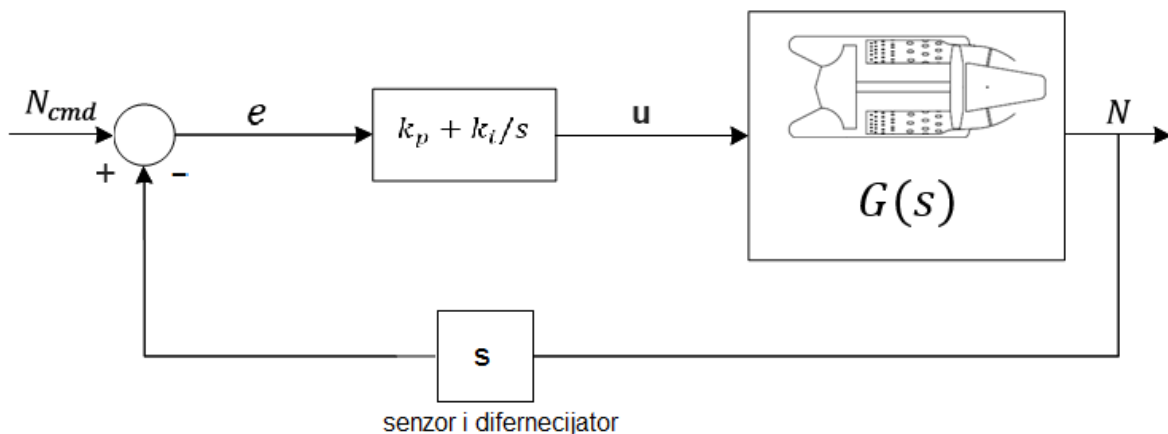 N_cmd
e
k_p + k_i/s
u
N
+
-
G(s)
s
senzor i difernecijator